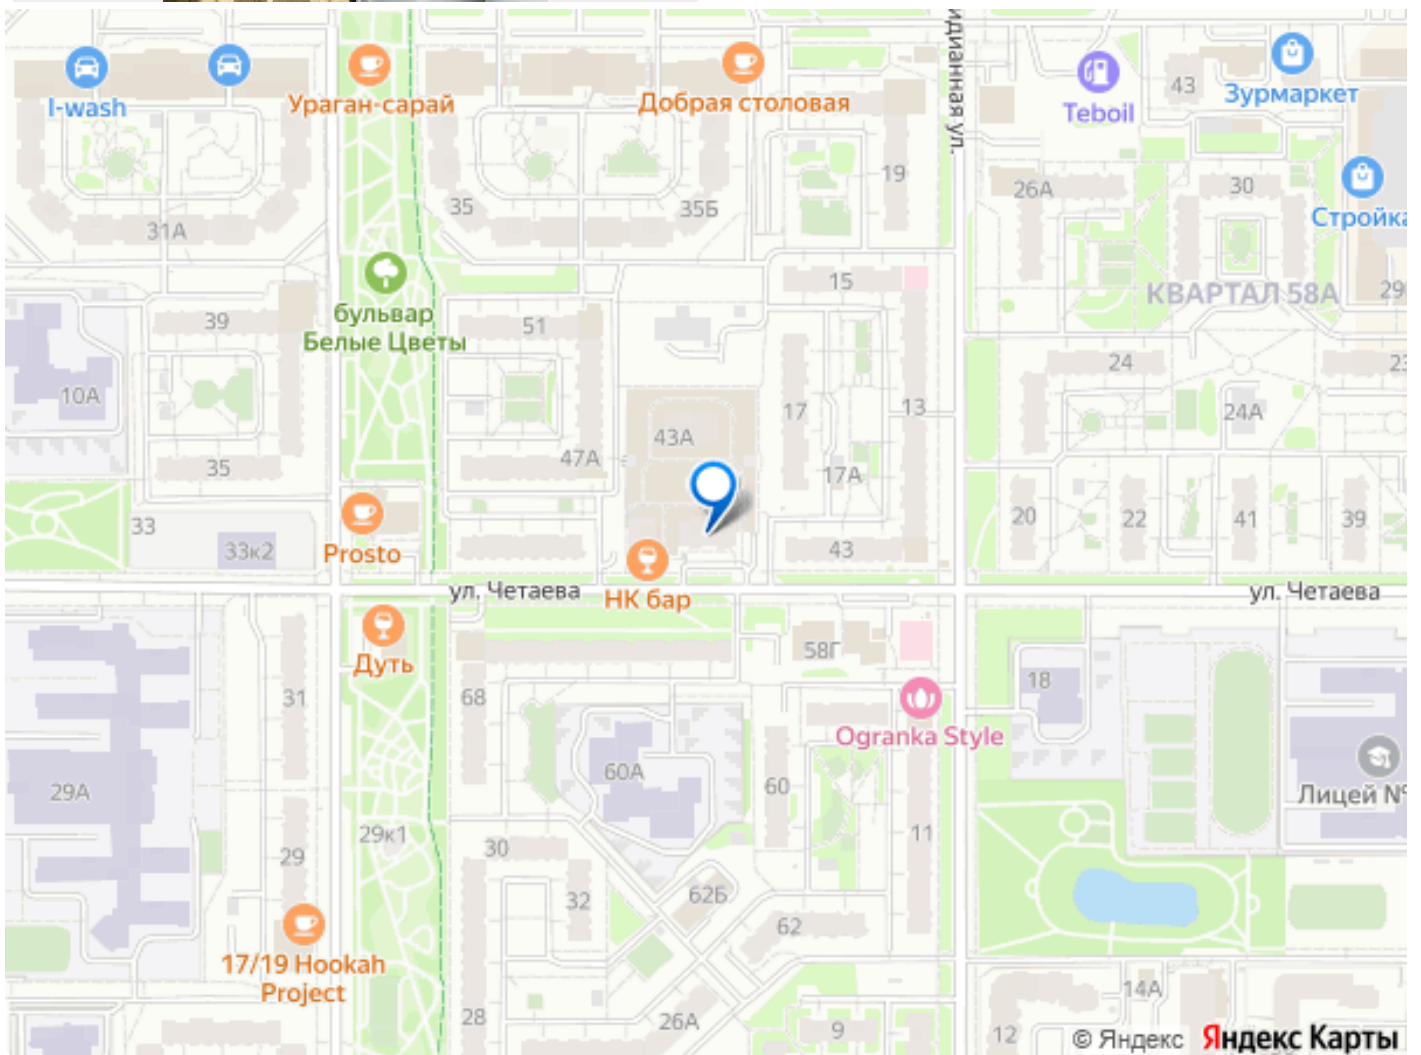 I-wash
Ураган-сарай
Добрая столовая
идианная ул.
Teboil
43
Зурмаркет
19
26А
30
Стройка
35
35Б
31А
15
КВАРТАЛ 58А
29
бульвар
Белые Цветы
39
51
24
23
10А
17
13
24А
43А
35
47А
17А
33
20
22
41
39
33к2
Prosto
43
ул. Четаева
НК бар
ул. Четаева
Дуть
58Г
18
31
68
Ogranka Style
60А
60
29А
Лицей №
29к1
30
11
29
32
62Б
62
17/19 Hookah
Project
14А
28
26А
9
12
© Яндекс Яндекс Карты